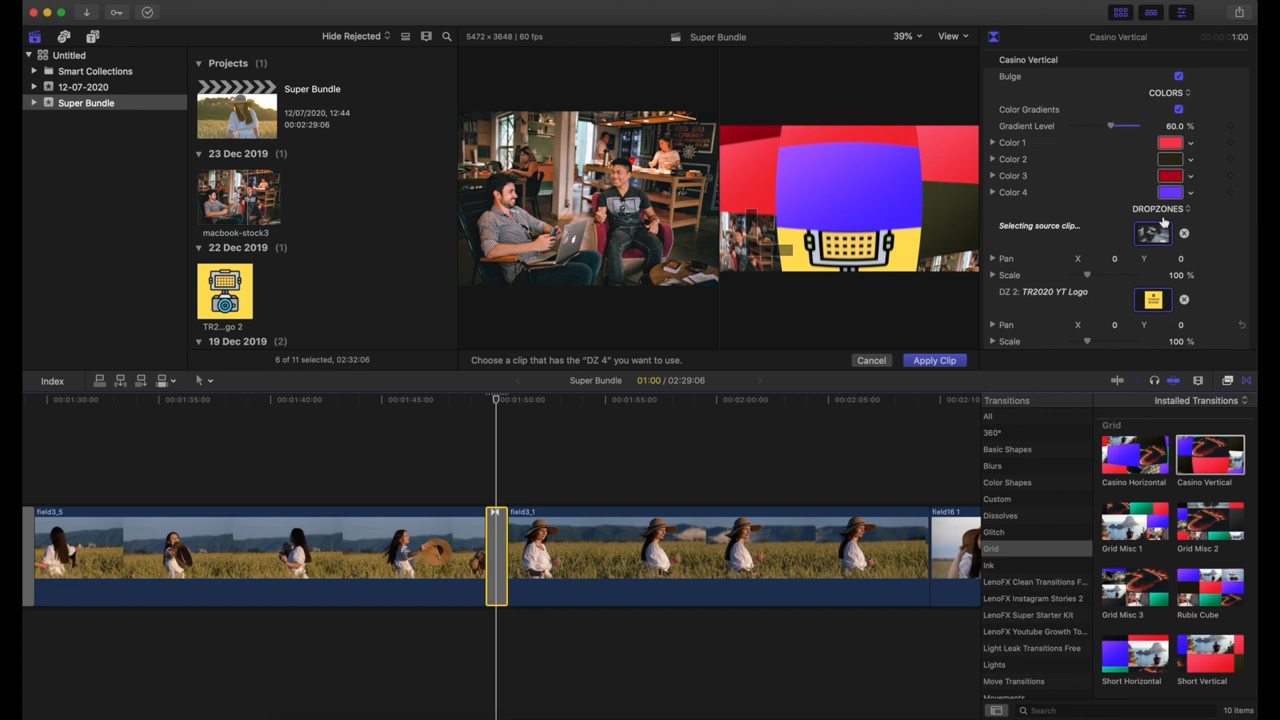 Hide Rejected
5472 × 3648 | 60 fps
Super Bundle
39%
View
Casino Vertical
1:00
Untitled
Smart Collections
12-07-2020
Super Bundle
Projects (1)
Super Bundle
12/07/2020, 12:44
00:02:29:06
23 Dec 2019 (1)
macbook-stock3
22 Dec 2019 (1)
TR2...go 2
19 Dec 2019 (2)
6 of 11 selected, 02:32:06
Choose a clip that has the "DZ 4" you want to use.
Cancel
Apply Clip
Casino Vertical
Bulge
COLORS
Color Gradients
Gradient Level
60.0 %
Color 1
Color 2
Color 3
Color 4
DROPZONES
Selecting source clip...
Pan X 0 Y 0
Scale 100 %
DZ 2: TR2020 YT Logo
Pan X 0 Y 0
Scale 100 %
Index
Super Bundle 01:00 / 02:29:06
00:01:30:00
00:01:35:00
00:01:40:00
00:01:45:00
00:01:50:00
00:01:55:00
00:02:00:00
00:02:05:00
00:02:10
field3_5
field3_1
field16 1
Transitions
Installed Transitions
All
360°
Basic Shapes
Blurs
Color Shapes
Custom
Dissolves
Glitch
Grid
Ink
LenoFX Clean Transitions F...
LenoFX Instagram Stories 2
LenoFX Super Starter Kit
LenoFX Youtube Growth To...
Light Leak Transitions Free
Lights
Move Transitions
Movements
Grid
Casino Horizontal
Casino Vertical
Grid Misc 1
Grid Misc 2
Grid Misc 3
Rubix Cube
Short Horizontal
Short Vertical
Search
10 items